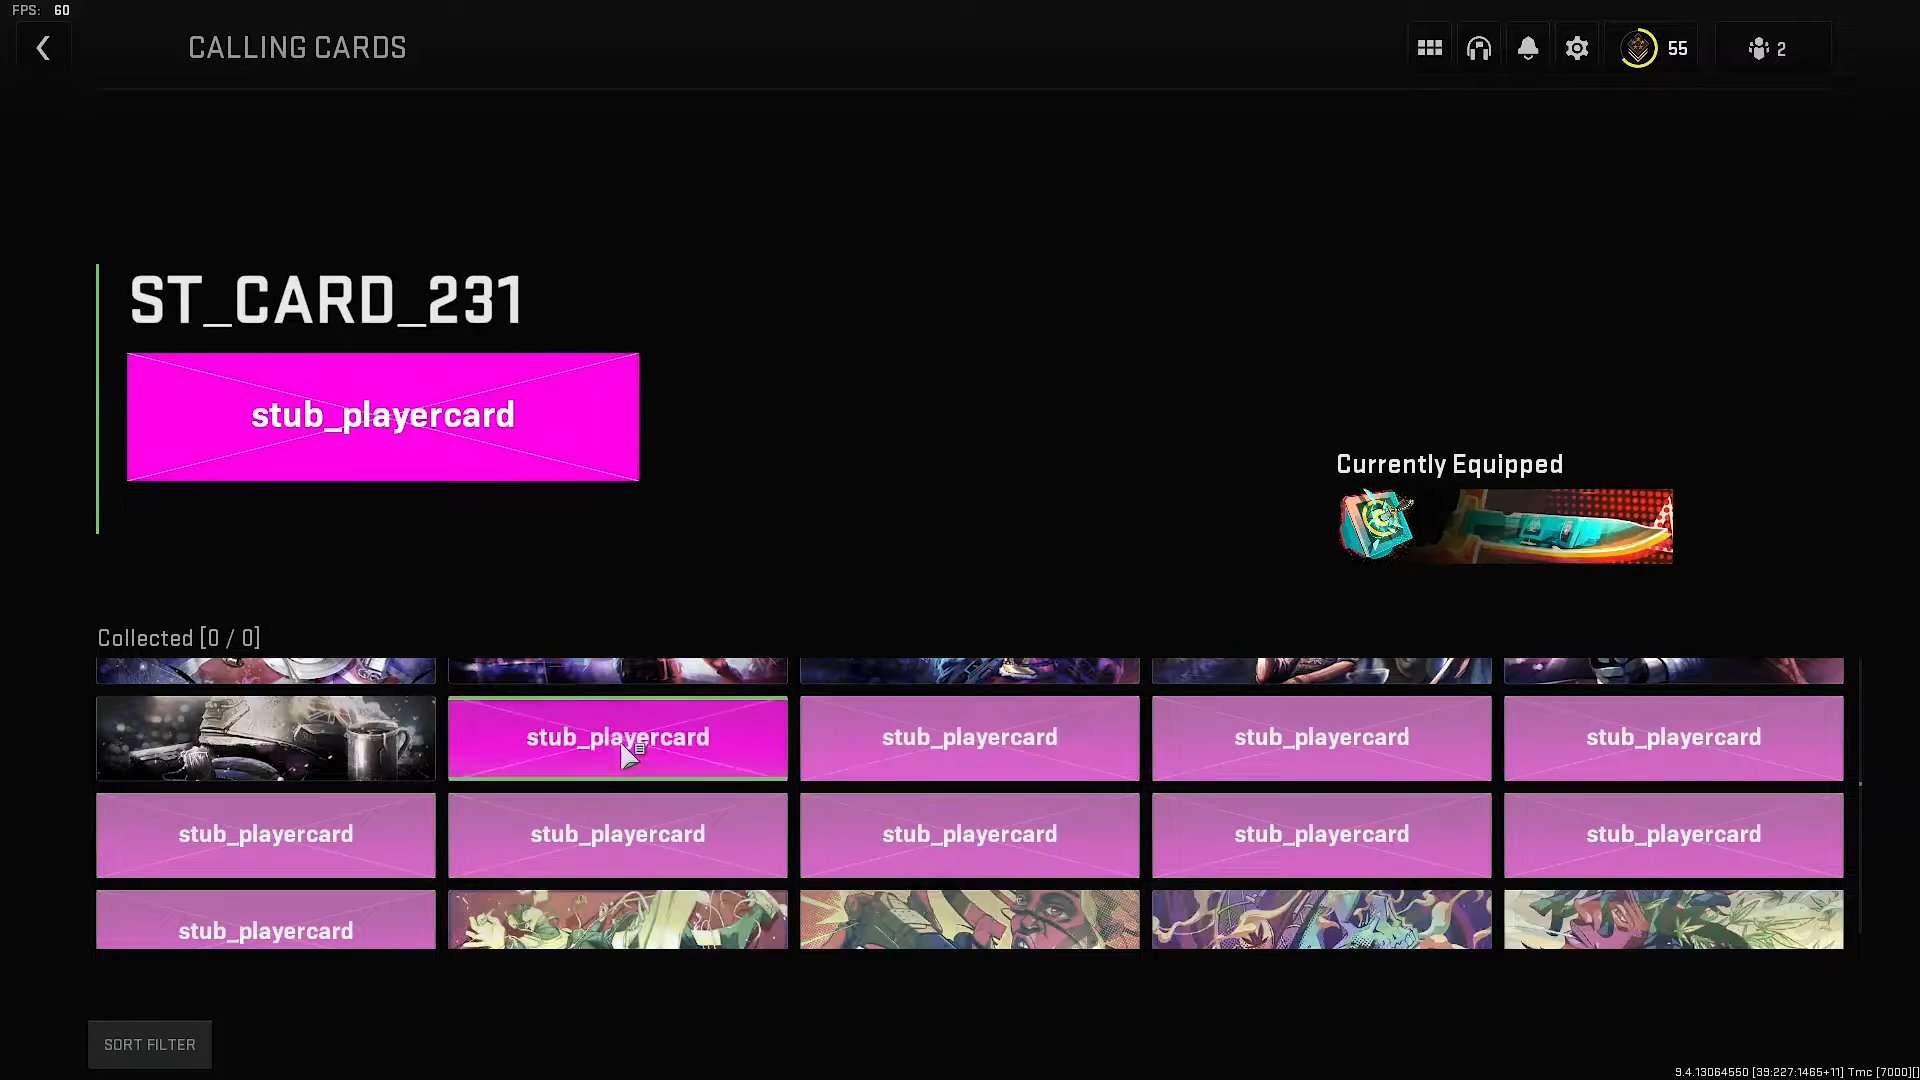 FPS: 60
CALLING CARDS
55
2
ST_CARD_231
stub_playercard
Currently Equipped
Collected [0 / 0]
stub_playercard
stub_playercard
stub_playercard
stub_playercard
stub_playercard
stub_playercard
stub_playercard
stub_playercard
stub_playercard
stub_playercard
SORT FILTER
9.4.13064550 [39:227:1465+11] Tmc [7000][]